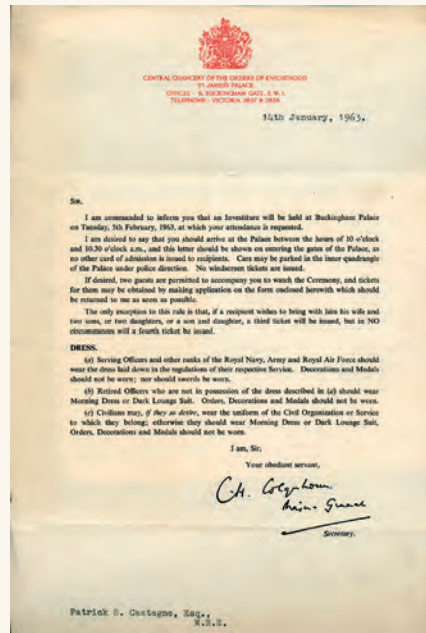 CENTRAL CHANCERY OF THE ORDERS OF KNIGHTHOOD
ST JAMES'S PALACE
OFFICES - 8, BUCKINGHAM GATE, S.W.1.
TELEPHONE - VICTORIA
14th January, 1963.
SIR,
I am commanded to inform you that an Investiture will be held at Buckingham Palace
on Tuesday, 5th February, 1963, at which your attendance is requested.
I am desired to say that you should arrive at the Palace between the hours of 10 o'clock
and 10.30 o'clock a.m., and this letter should be shown on entering the gates of the Palace, as
no other card of admission is issued to recipients. Cars may be parked in the inner quadrangle
of the Palace under police direction. No windscreen tickets are issued.
If desired, two guests are permitted to accompany you to watch the Ceremony, and tickets
for them may be obtained by making application on the form enclosed herewith which should
be returned to me as soon as possible.
The only exception to this rule is that, if a recipient wishes to bring with him his wife and
two sons, or two daughters, or a son and daughter, a third ticket will be issued, but in NO
circumstances will a fourth ticket be issued.
DRESS.
(a) Serving Officers and other ranks of the Royal Navy, Army and Royal Air Force should
wear the dress laid down in the regulations of their respective Service. Decorations and Medals
should not be worn; nor should swords be worn.
(b) Retired Officers who are not in possession of the dress described in (a) should wear
Morning Dress or Dark Lounge Suit. Orders, Decorations and Medals should not be worn.
(c) Civilians may, if they so desire, wear the uniform of the Civil Organization or Service
to which they belong; otherwise they should wear Morning Dress or Dark Lounge Suit,
Orders, Decorations and Medals should not be worn.
I am, Sir,
Your obedient servant,
Secretary.
Patrick S. Castagne, Esq.,
M.B.E.